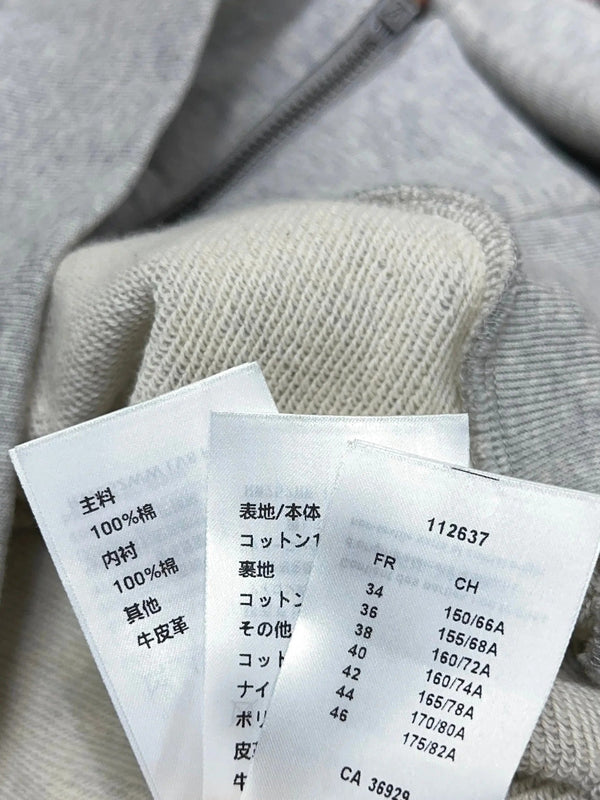 主料
100%棉
内衬
100%棉
其他
牛皮革
表地/本体
コットン1
裏地
コットン
その他
コット
ナイ
ポリ
皮
牛
112637
FR CH
34 150/66A
36 155/68A
38 160/72A
40 160/74A
42 165/78A
44 170/80A
46 175/82A
CA 36929